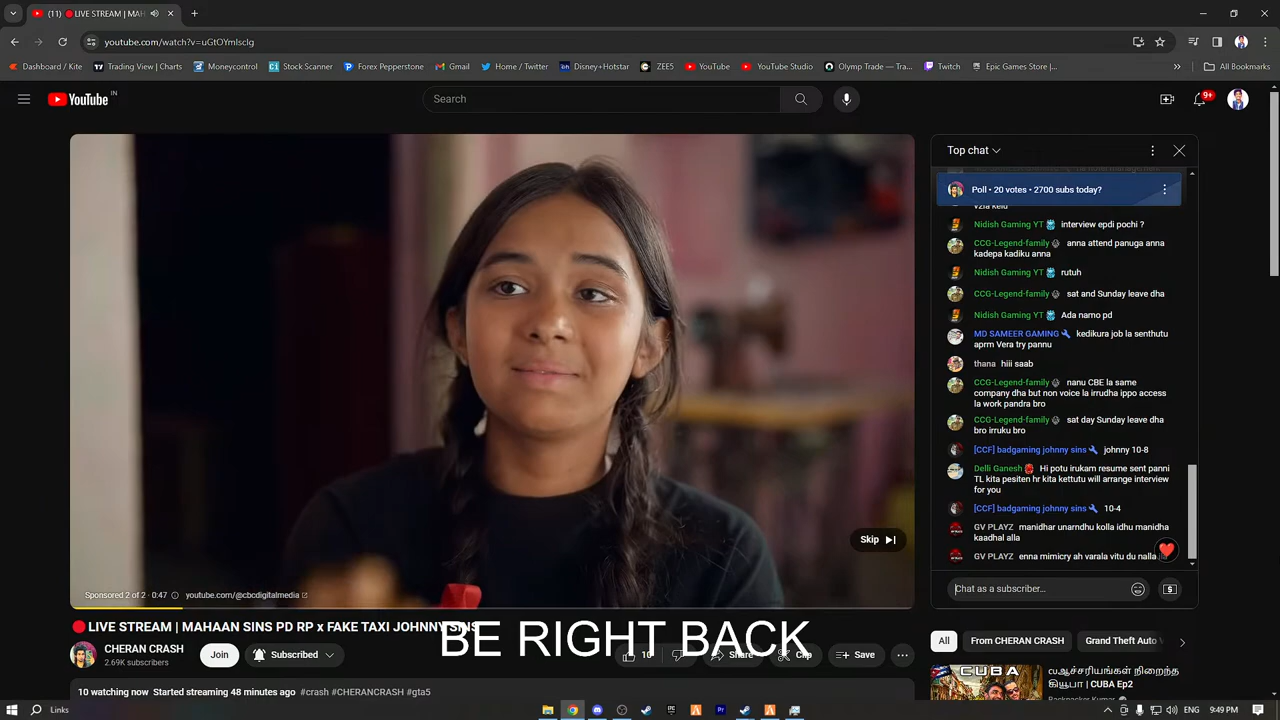 (11) 🔴LIVE STREAM | MAH
youtube.com/watch?v=uGtOYmIscIg
Dashboard / Kite
Trading View | Charts
Moneycontrol
Stock Scanner
Forex Pepperstone
Gmail
Home / Twitter
Disney+Hotstar
ZEE5
YouTube
YouTube Studio
Olymp Trade — Tra...
Twitch
Epic Games Store |...
All Bookmarks
YouTube IN
Search
9+
Skip
Sponsored 2 of 2 · 0:47
youtube.com/@cbcdigitalmedia
🔴LIVE STREAM | MAHAAN SINS PD RP x FAKE TAXI JOHNNY SINS
BE RIGHT BACK
CHERAN CRASH
2.69K subscribers
Join
Subscribed
10
Share
Clip
Save
10 watching now Started streaming 48 minutes ago #crash #CHERANCRASH #gta5
Top chat
Poll • 20 votes • 2700 subs today?
Nidish Gaming YT interview epdi pochi ?
CCG-Legend-family anna attend panuga anna
kadepa kadiku anna
Nidish Gaming YT rutuh
CCG-Legend-family sat and Sunday leave dha
Nidish Gaming YT Ada namo pd
MD SAMEER GAMING kedikura job la senthutu
aprm Vera try pannu
thana hiii saab
CCG-Legend-family nanu CBE la same
company dha but non voice la irrudha ippo access
la work pandra bro
CCG-Legend-family sat day Sunday leave dha
bro irruku bro
[CCF] badgaming johnny sins johnny 10-8
Delli Ganesh Hi potu irukam resume sent panni
TL kita pesiten hr kita kettutu will arrange interview
for you
[CCF] badgaming johnny sins 10-4
GV PLAYZ manidhar unarndhu kolla idhu manidha
kaadhal alla
GV PLAYZ enna mimicry ah varala vitu du nalla
Chat as a subscriber...
All
From CHERAN CRASH
Grand Theft Auto V
CUBA
வஆச்சரியங்கள் நிறைந்த
கியூபா | CUBA Ep2
Links
ENG
9:49 PM